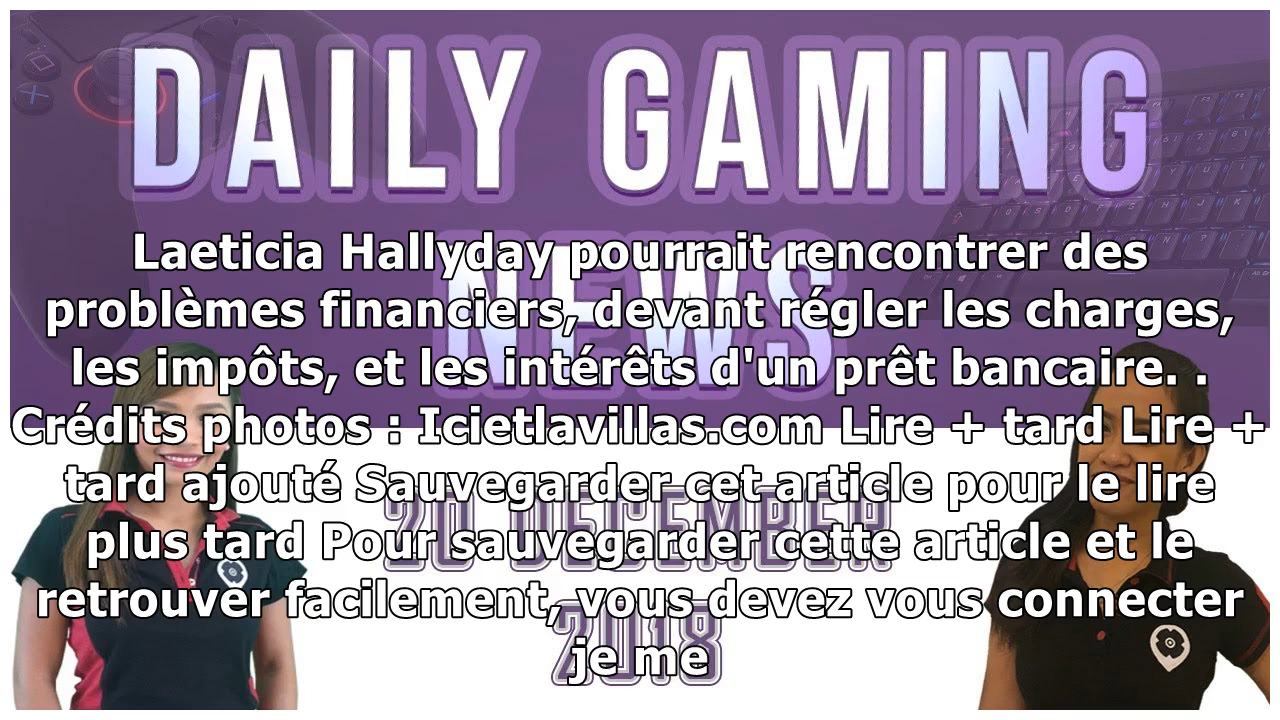 DAILY GAMING
NEWS
Laeticia Hallyday pourrait rencontrer des
problèmes financiers, devant régler les charges,
les impôts, et les intérêts d'un prêt bancaire. .
Crédits photos : Icietlavillas.com Lire + tard Lire +
tard ajouté Sauvegarder cet article pour le lire
plus tard Pour sauvegarder cette article et le
retrouver facilement, vous devez vous connecter
je me
20 DECEMBER
2018